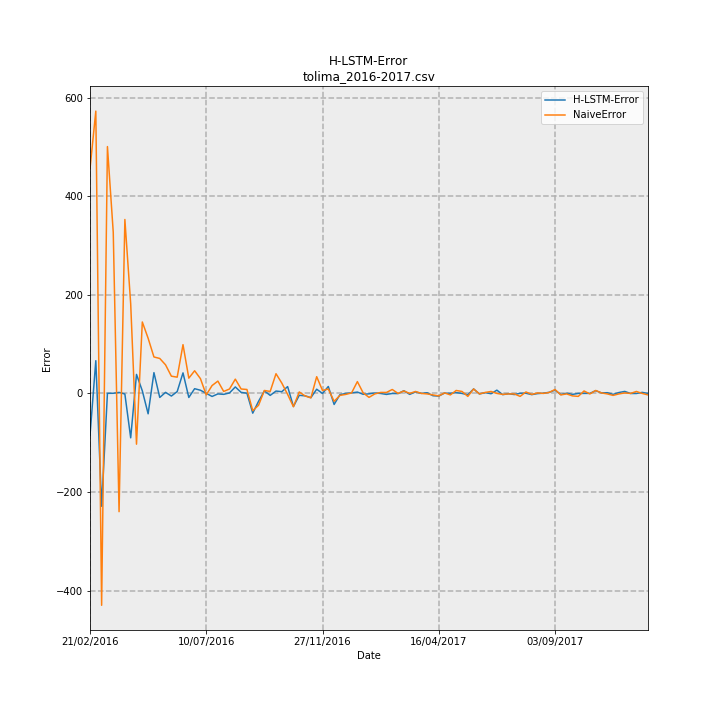 H-LSTM-Error
tolima_2016-2017.csv
H-LSTM-Error
NaiveError
600
400
200
0
−200
−400
Error
21/02/2016 10/07/2016 27/11/2016 16/04/2017 03/09/2017
Date